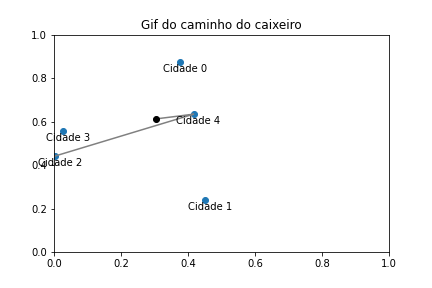 Gif do caminho do caixeiro
1.0
Cidade 0
0.8
0.6
Cidade 4
Cidade 3
Cidade 2
0.4
0.2
Cidade 1
0.0
0.0 0.2 0.4 0.6 0.8 1.0